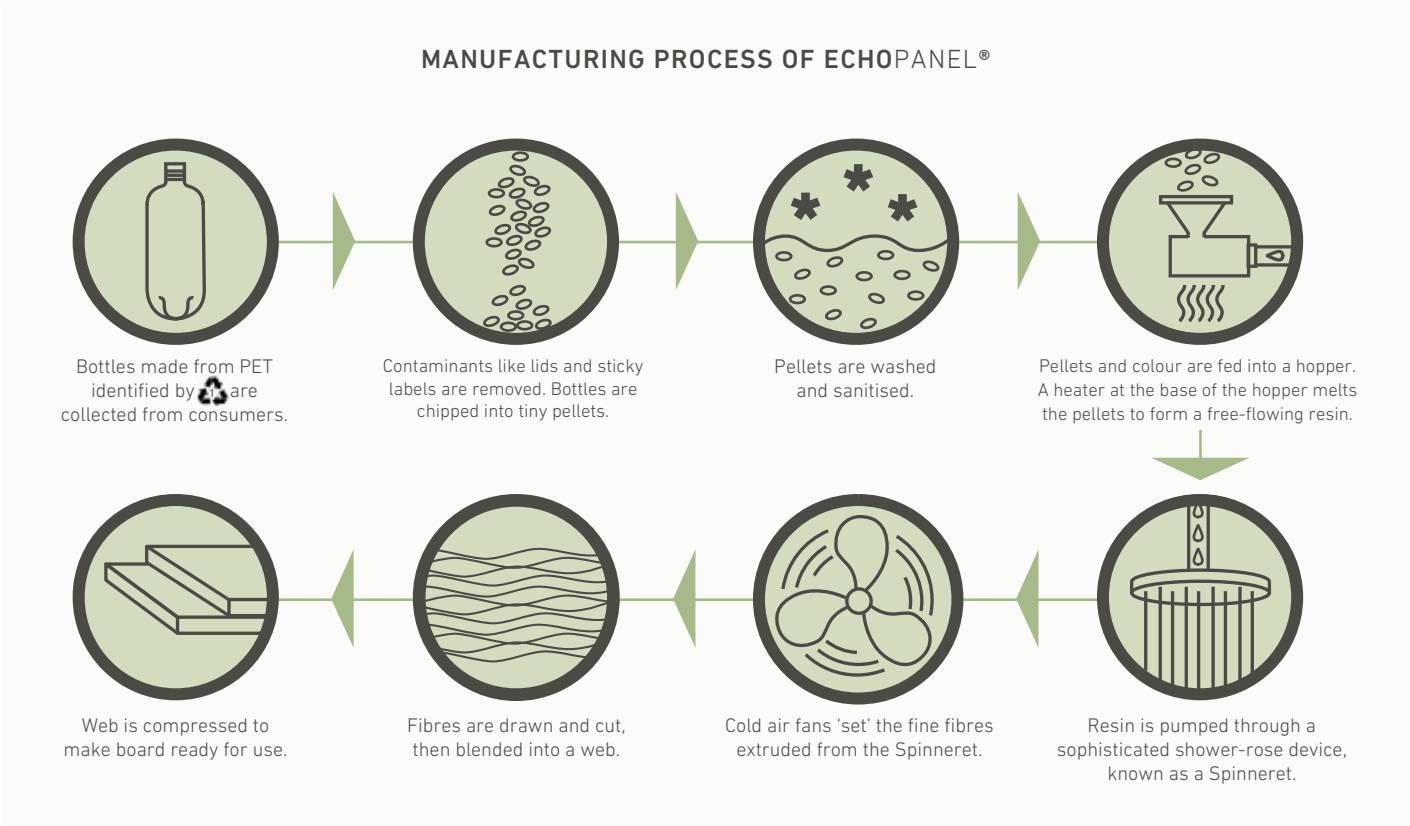 MANUFACTURING PROCESS OF ECHOPANEL®
Bottles made from PET
identified by 1 are
collected from consumers.
Contaminants like lids and sticky
labels are removed. Bottles are
chipped into tiny pellets.
Pellets are washed
and sanitised.
Pellets and colour are fed into a hopper.
A heater at the base of the hopper melts
the pellets to form a free-flowing resin.
Resin is pumped through a
sophisticated shower-rose device,
known as a Spinneret.
Cold air fans ‘set’ the fine fibres
extruded from the Spinneret.
Fibres are drawn and cut,
then blended into a web.
Web is compressed to
make board ready for use.